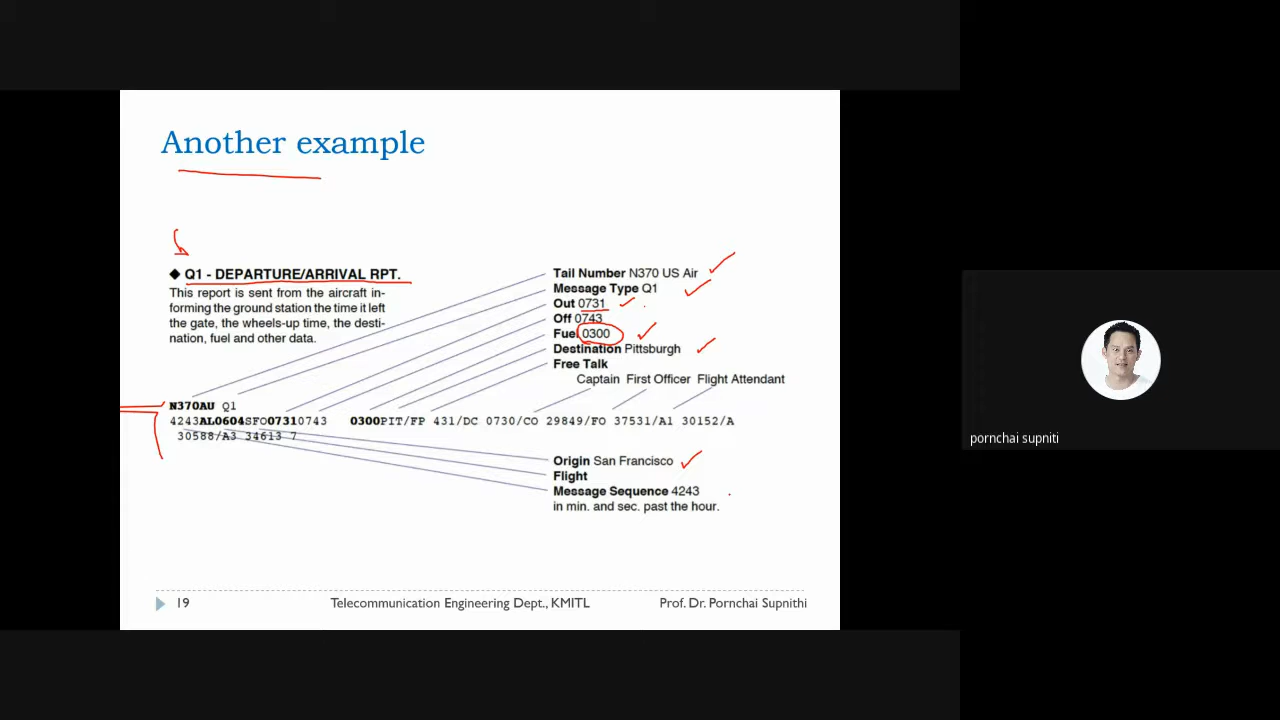 Another example
◆ Q1 - DEPARTURE/ARRIVAL RPT.
This report is sent from the aircraft in-
forming the ground station the time it left
the gate, the wheels-up time, the desti-
nation, fuel and other data.
Tail Number N370 US Air
Message Type Q1
Out 0731
Off 0743
Fuel 0300
Destination Pittsburgh
Free Talk
Captain First Officer Flight Attendant
N370AU Q1
4243AL0604SFO07310743 0300PIT/FP 431/DC 0730/CO 29849/FO 37531/A1 30152/A
30588/A3 34613 7
Origin San Francisco
Flight
Message Sequence 4243
in min. and sec. past the hour.
19 Telecommunication Engineering Dept., KMITL Prof. Dr. Pornchai Supnithi
pornchai supniti